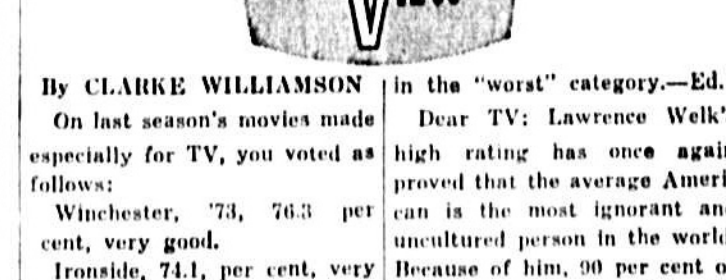 By CLARKE WILLIAMSON
On last season's movies made
especially for TV, you voted as
follows:
Winchester, '73, 76.3 per
cent, very good.
Ironside, 74.1, per cent, very
in the "worst" category.—Ed.
Dear TV: Lawrence Welk'
high rating has once again
proved that the average Ameri
can is the most ignorant an
uncultured person in the world
Because of him, 90 per cent